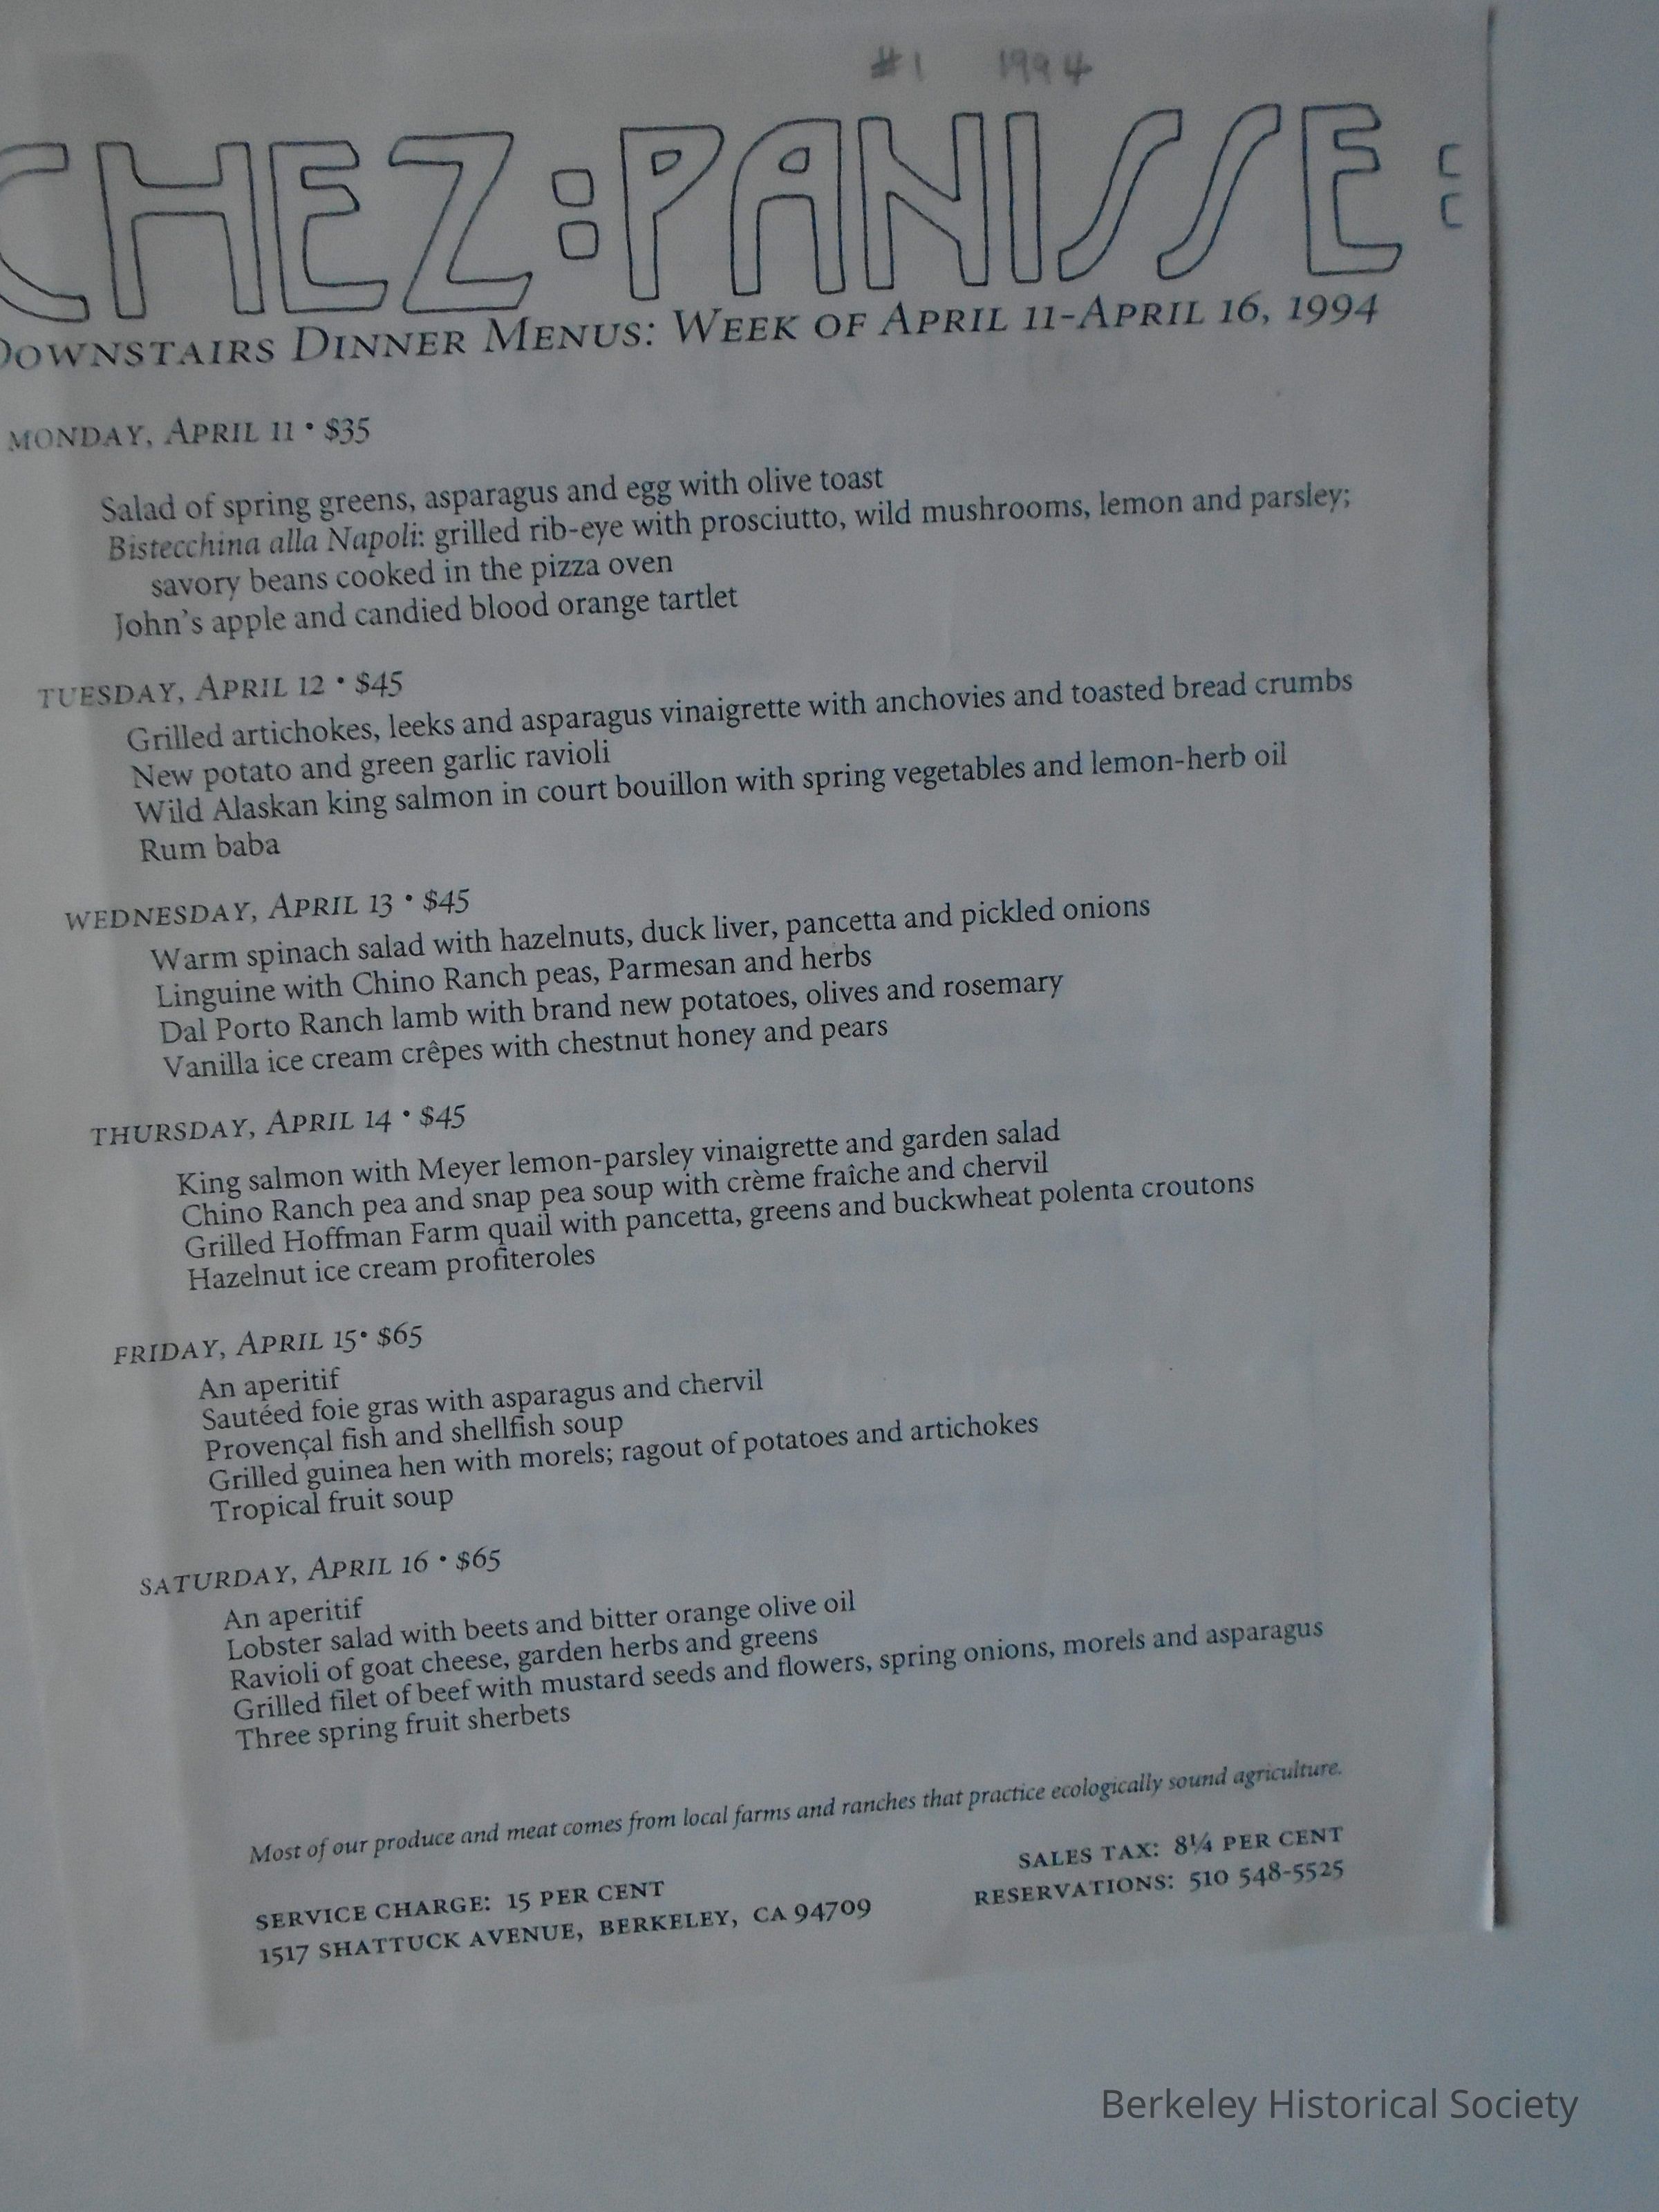 #1 1994
CHEZ:PANISSE:
DOWNSTAIRS DINNER MENUS: WEEK OF APRIL 11-APRIL 16, 1994
MONDAY, APRIL 11 • $35
Salad of spring greens, asparagus and egg with olive toast
Bistecchina alla Napoli: grilled rib-eye with prosciutto, wild mushrooms, lemon and parsley;
savory beans cooked in the pizza oven
John's apple and candied blood orange tartlet
TUESDAY, APRIL 12 • $45
Grilled artichokes, leeks and asparagus vinaigrette with anchovies and toasted bread crumbs
New potato and green garlic ravioli
Wild Alaskan king salmon in court bouillon with spring vegetables and lemon-herb oil
Rum baba
WEDNESDAY, APRIL 13 • $45
Warm spinach salad with hazelnuts, duck liver, pancetta and pickled onions
Linguine with Chino Ranch peas, Parmesan and herbs
Dal Porto Ranch lamb with brand new potatoes, olives and rosemary
Vanilla ice cream crêpes with chestnut honey and pears
THURSDAY, APRIL 14 • $45
King salmon with Meyer lemon-parsley vinaigrette and garden salad
Chino Ranch pea and snap pea soup with crème fraîche and chervil
Grilled Hoffman Farm quail with pancetta, greens and buckwheat polenta croutons
Hazelnut ice cream profiteroles
FRIDAY, APRIL 15• $65
An aperitif
Sautéed foie gras with asparagus and chervil
Provençal fish and shellfish soup
Grilled guinea hen with morels; ragout of potatoes and artichokes
Tropical fruit soup
SATURDAY, APRIL 16 • $65
An aperitif
Lobster salad with beets and bitter orange olive oil
Ravioli of goat cheese, garden herbs and greens
Grilled filet of beef with mustard seeds and flowers, spring onions, morels and asparagus
Three spring fruit sherbets
Most of our produce and meat comes from local farms and ranches that practice ecologically sound agriculture.
SERVICE CHARGE: 15 PER CENT SALES TAX: 8¼ PER CENT
1517 SHATTUCK AVENUE, BERKELEY, CA 94709 RESERVATIONS: 510 548-5525
Berkeley Historical Society